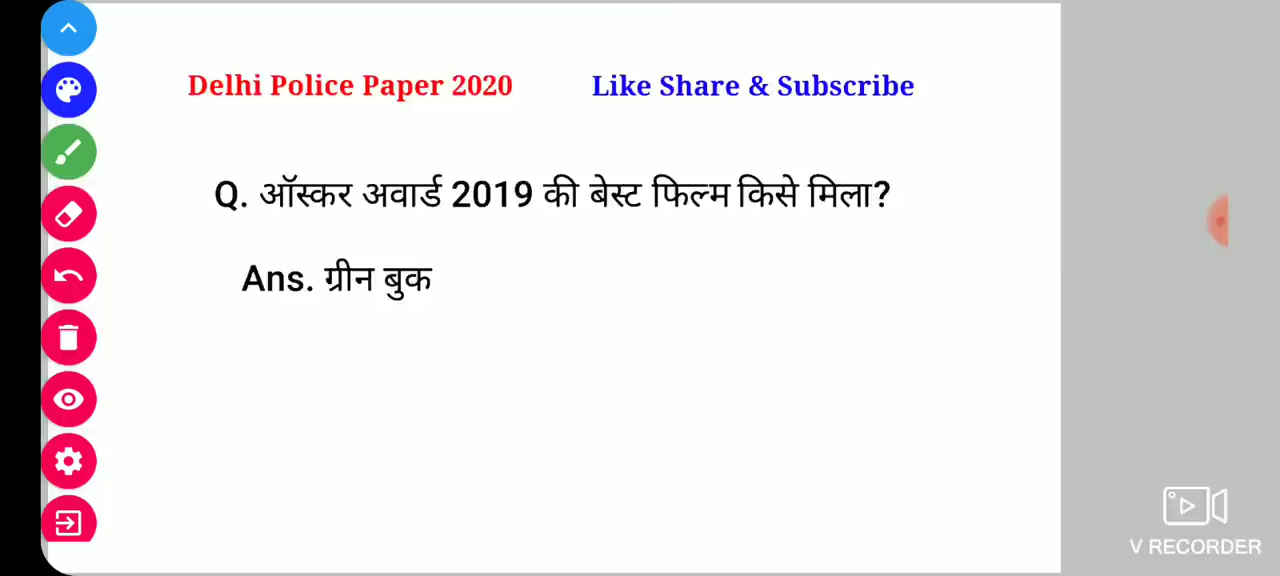 Delhi Police Paper 2020 Like Share & Subscribe
Q. ऑस्कर अवार्ड 2019 की बेस्ट फिल्म किसे मिला?
Ans. ग्रीन बुक
V RECORDER